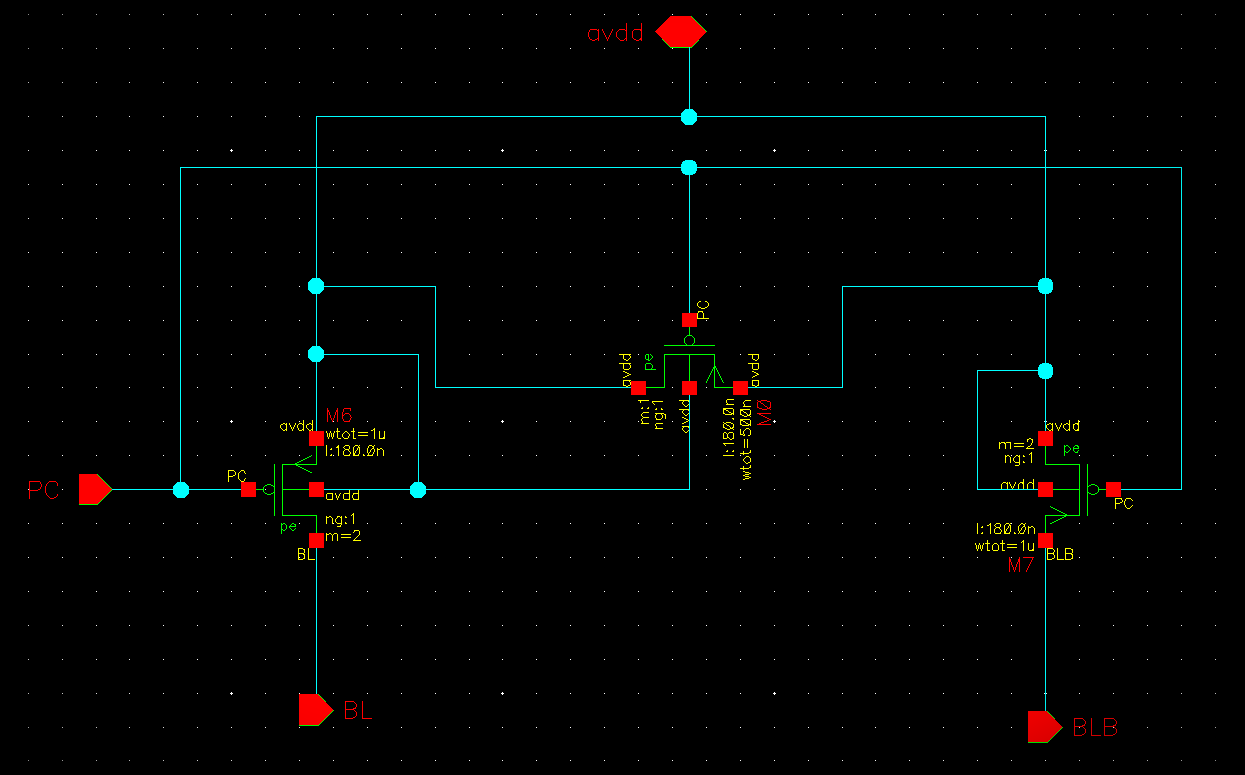 avdd
PC
avdd
pe
avdd
m:1
ng:1
avdd
l:180.0n
wtot=500n
M0
M6
avdd
wtot=1u
l:180.0n
PC
PC
avdd
pe
ng:1
m=2
BL
avdd
m=2
pe
ng:1
avdd
PC
l:180.0n
wtot=1u
BLB
M7
BL
BLB